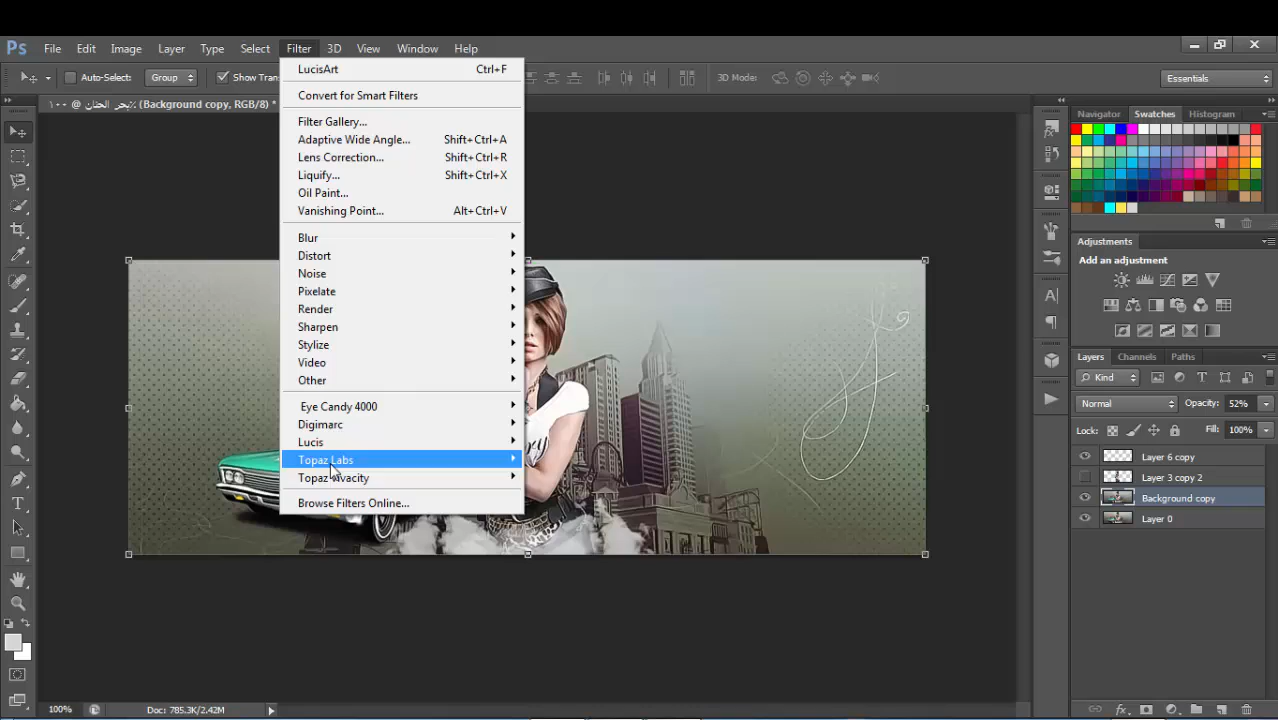 Ps File Edit Image Layer Type Select Filter 3D View Window Help
Auto-Select: Group Show Tran 3D Mode: Essentials
بحر الحنان @ ١٠٠٪ (Background copy, RGB/8) *
LucisArt Ctrl+F
Convert for Smart Filters
Filter Gallery...
Adaptive Wide Angle... Shift+Ctrl+A
Lens Correction... Shift+Ctrl+R
Liquify... Shift+Ctrl+X
Oil Paint...
Vanishing Point... Alt+Ctrl+V
Blur
Distort
Noise
Pixelate
Render
Sharpen
Stylize
Video
Other
Eye Candy 4000
Digimarc
Lucis
Topaz Labs
Topaz Vivacity
Browse Filters Online...
Navigator Swatches Histogram
Adjustments
Add an adjustment
Layers Channels Paths
Kind
Normal Opacity: 52%
Lock: Fill: 100%
Layer 6 copy
Layer 3 copy 2
Background copy
Layer 0
100% Doc: 785.3K/2.42M